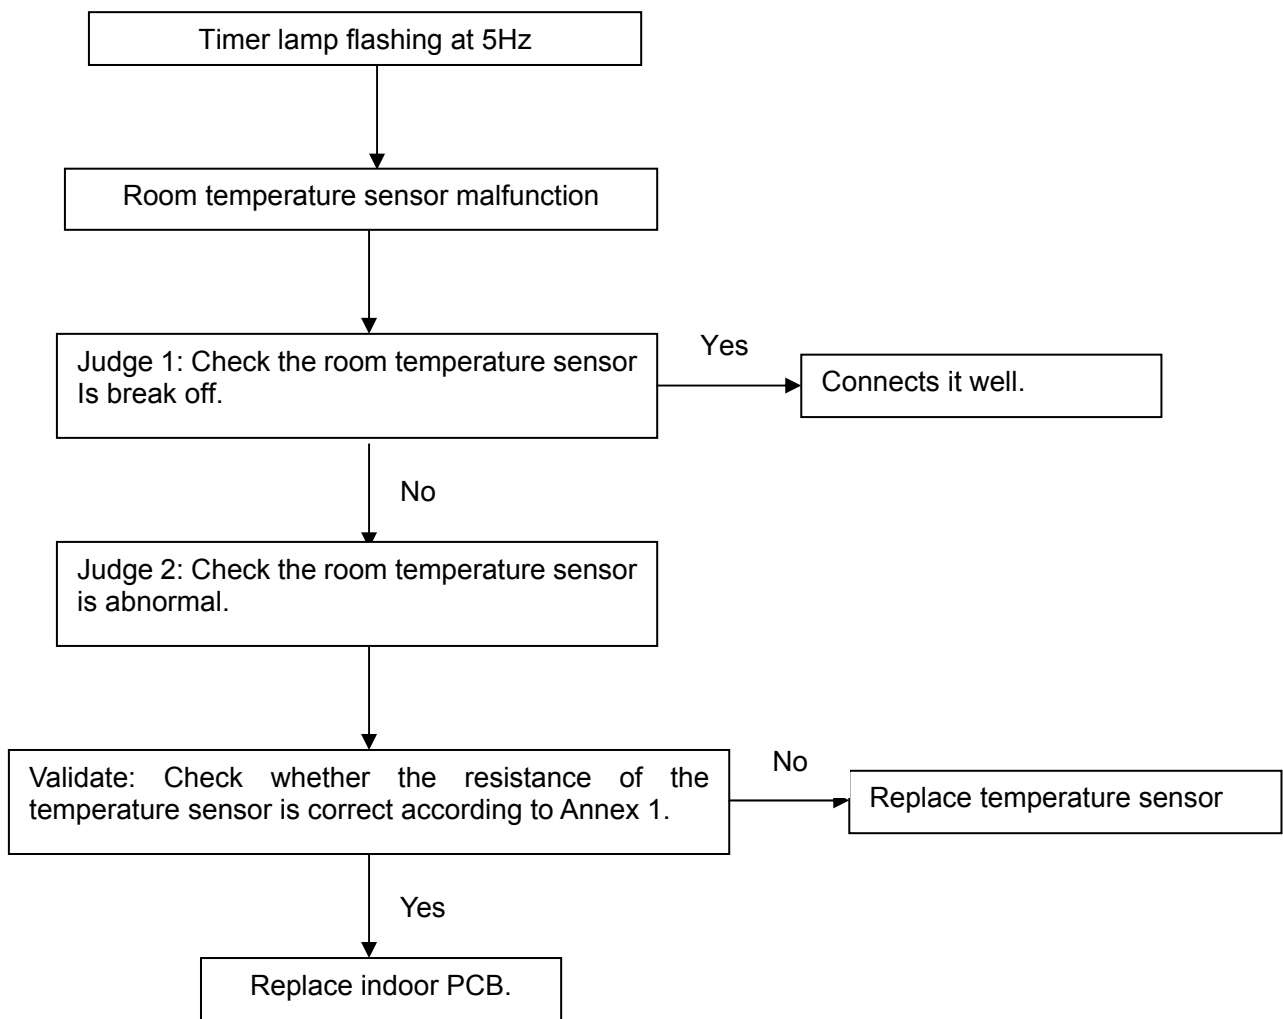 Timer lamp flashing at 5Hz
Room temperature sensor malfunction
Judge 1: Check the room temperature sensor
Is break off.
Yes
Connects it well.
No
Judge 2: Check the room temperature sensor
is abnormal.
Validate: Check whether the resistance of the
temperature sensor is correct according to Annex 1.
No
Replace temperature sensor
Yes
Replace indoor PCB.